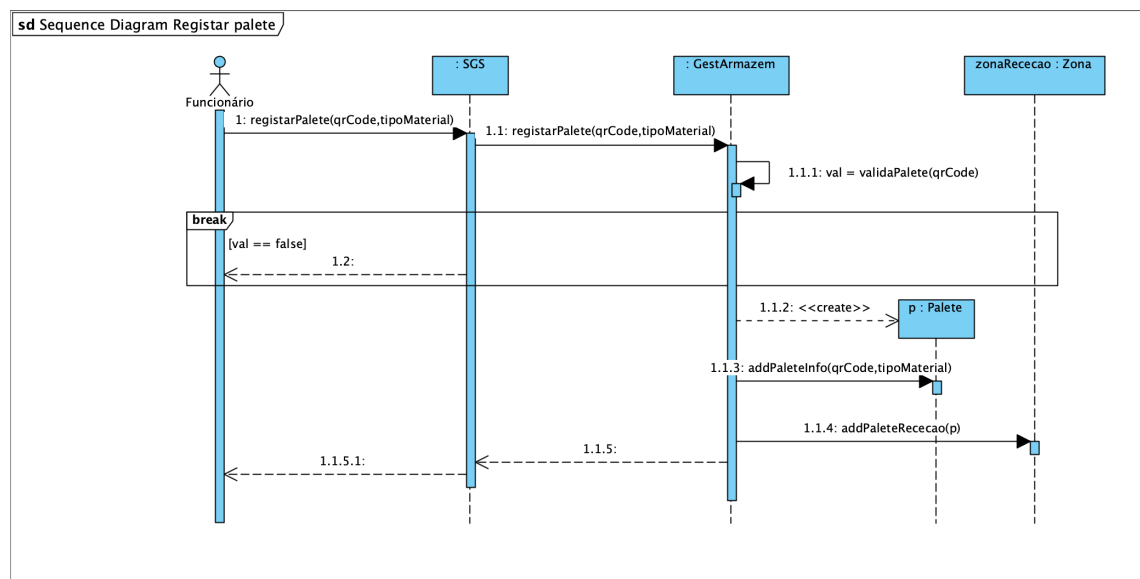 sd Sequence Diagram Registar palete
: SGS
: GestArmazem
zonaRececao : Zona
Funcionário
1: registarPalete(qrCode,tipoMaterial)
1.1: registarPalete(qrCode,tipoMaterial)
1.1.1: val = validaPalete(qrCode)
break
[val == false]
1.2:
1.1.2: <<create>>
p : Palete
1.1.3: addPaleteInfo(qrCode,tipoMaterial)
1.1.4: addPaleteRececao(p)
1.1.5:
1.1.5.1: